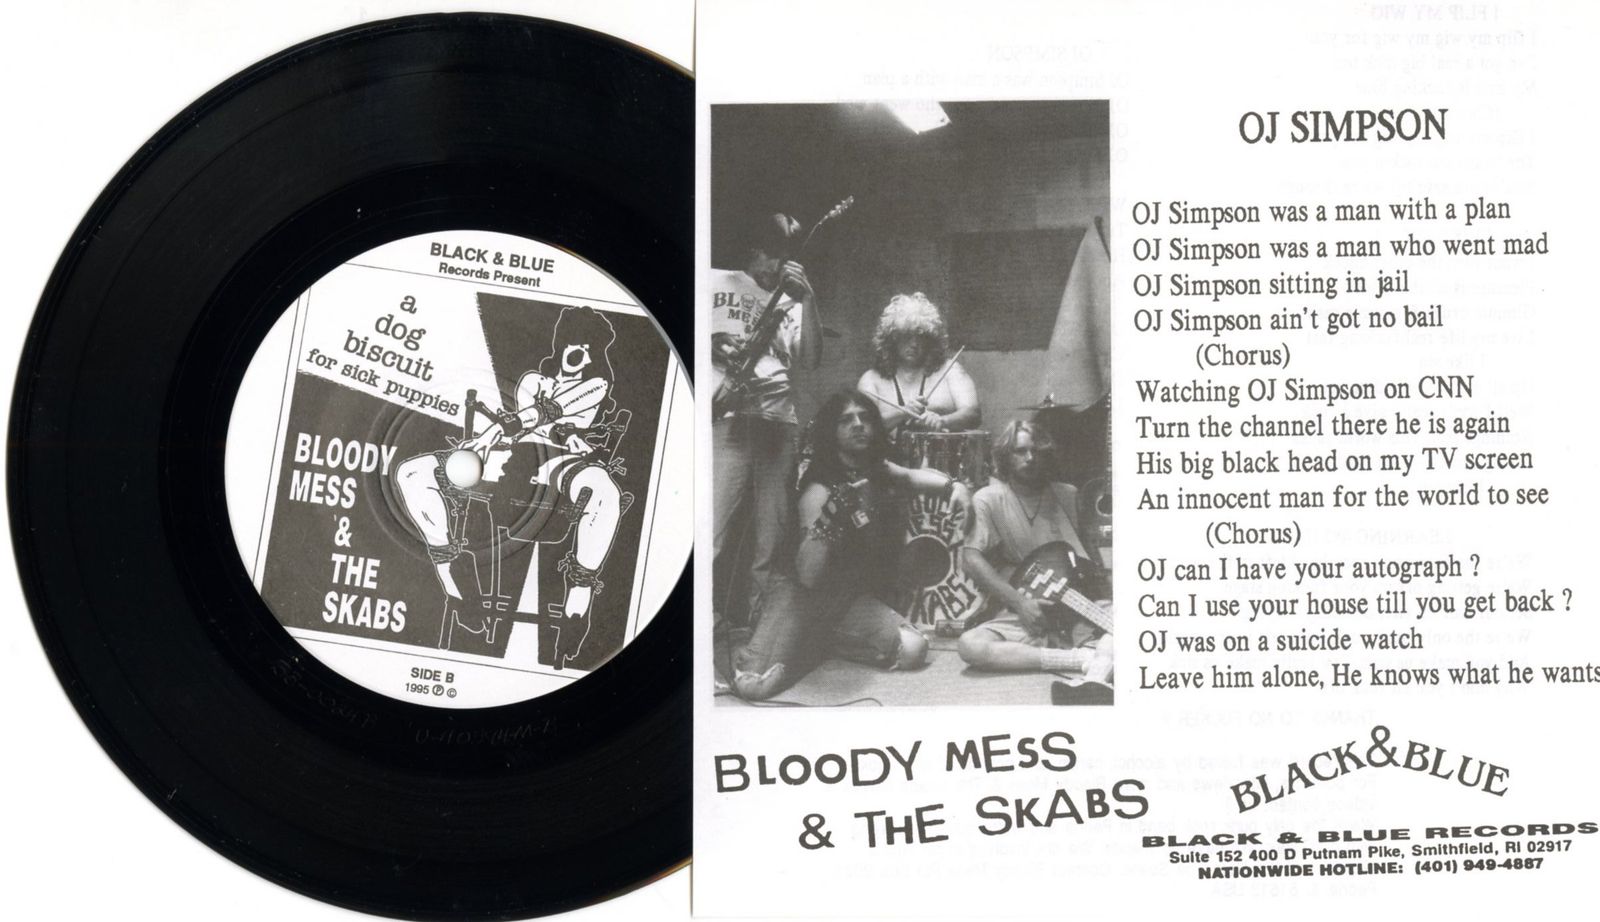 BLACK & BLUE
Records Present
a
dog
biscuit
for sick puppies
BLOODY
MESS
&
THE
SKABS
SIDE B
1995 ℗ ©
OJ SIMPSON
OJ Simpson was a man with a plan
OJ Simpson was a man who went mad
OJ Simpson sitting in jail
OJ Simpson ain't got no bail
(Chorus)
Watching OJ Simpson on CNN
Turn the channel there he is again
His big black head on my TV screen
An innocent man for the world to see
(Chorus)
OJ can I have your autograph ?
Can I use your house till you get back ?
OJ was on a suicide watch
Leave him alone, He knows what he wants
BLOODY MESS
& THE SKABS
BLACK & BLUE
BLACK & BLUE RECORDS
Suite 152 400 D Putnam Pike, Smithfield, RI 02917
NATIONWIDE HOTLINE: (401) 949-4887